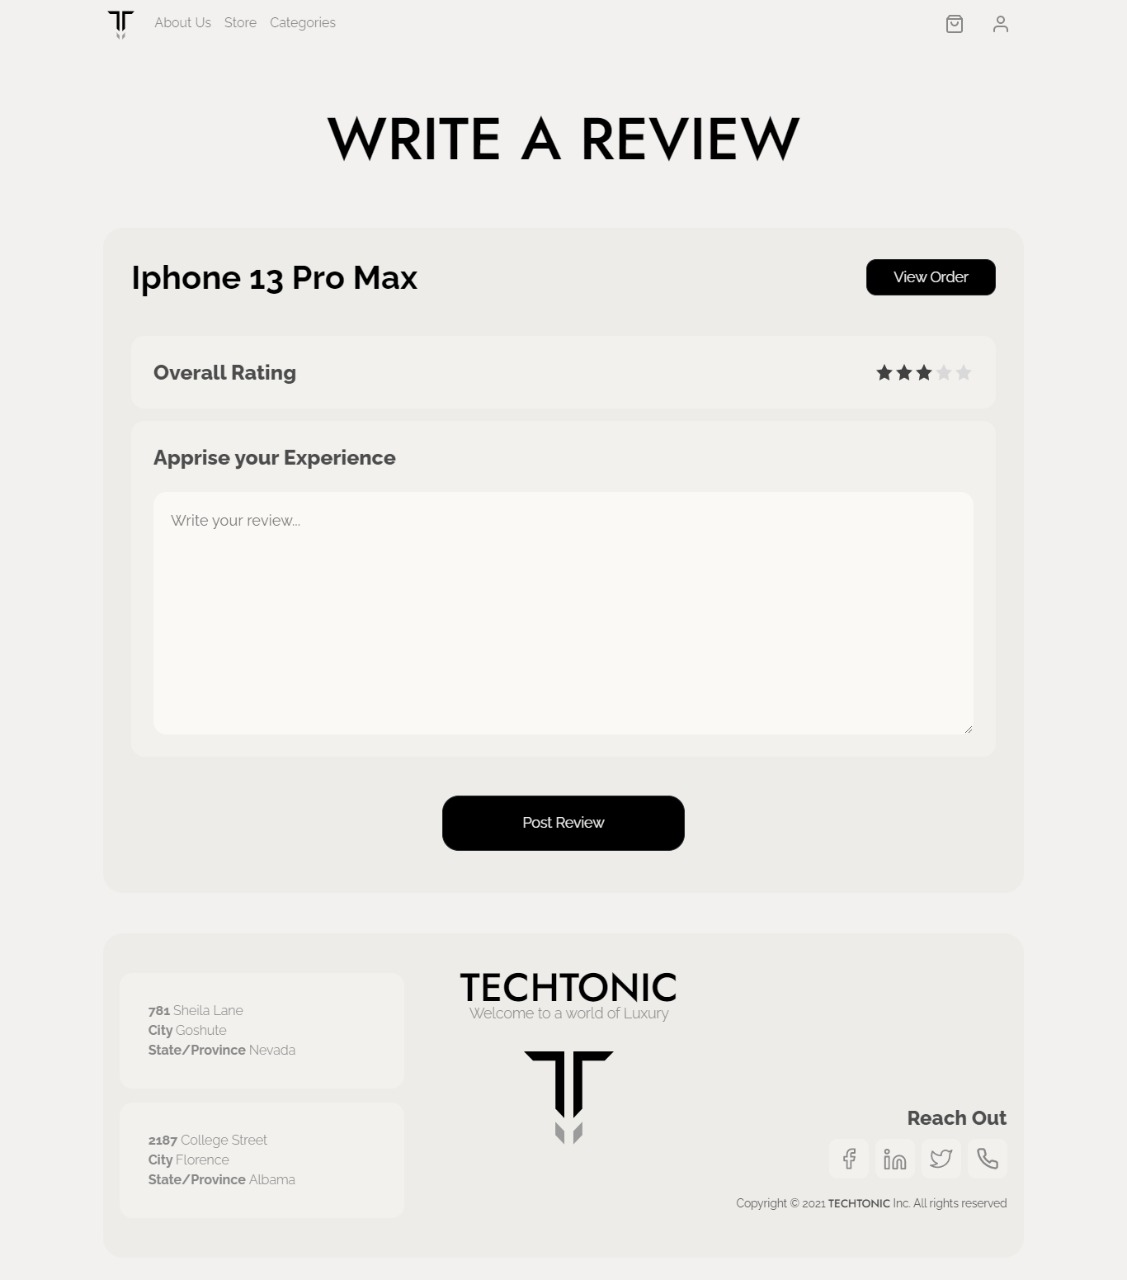 About Us Store Categories
WRITE A REVIEW
Iphone 13 Pro Max
View Order
Overall Rating
Apprise your Experience
Write your review...
Post Review
781 Sheila Lane
City Goshute
State/Province Nevada
2187 College Street
City Florence
State/Province Albama
TECHTONIC
Welcome to a world of Luxury
Reach Out
Copyright © 2021 TECHTONIC Inc. All rights reserved